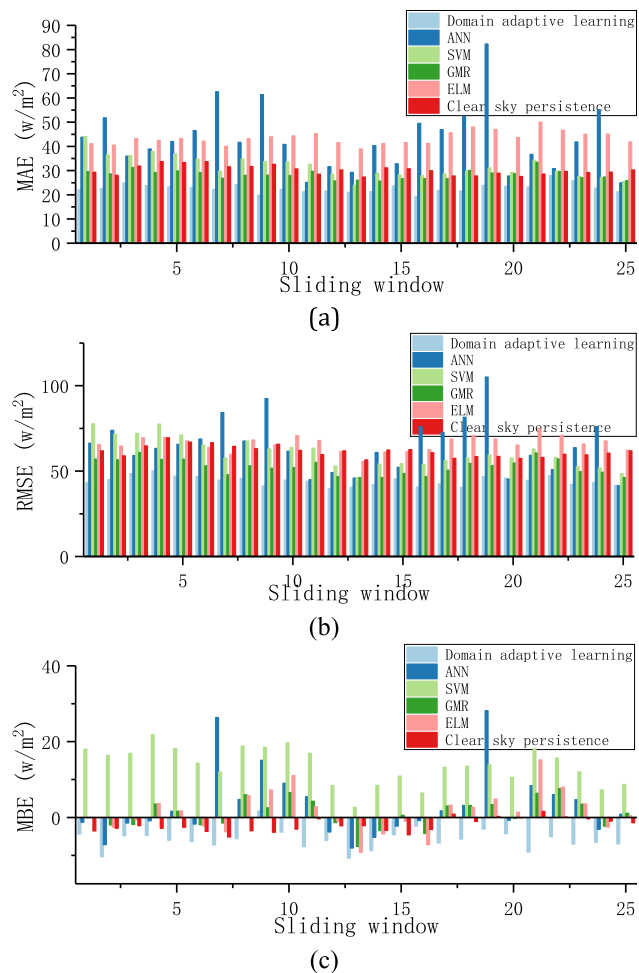 (a)
MAE (w/m²)
90
80
70
60
50
40
30
20
10
0
Domain adaptive learning
ANN
SVM
GMR
ELM
Clear sky persistence
5
10
15
20
25
Sliding window
(a)
RMSE (w/m²)
100
50
0
Domain adaptive learning
ANN
SVM
GMR
ELM
Clear sky persistence
5
10
15
20
25
Sliding window
(b)
MBE (w/m²)
40
20
0
Domain adaptive learning
ANN
SVM
GMR
ELM
Clear sky persistence
5
10
15
20
25
Sliding window
(c)